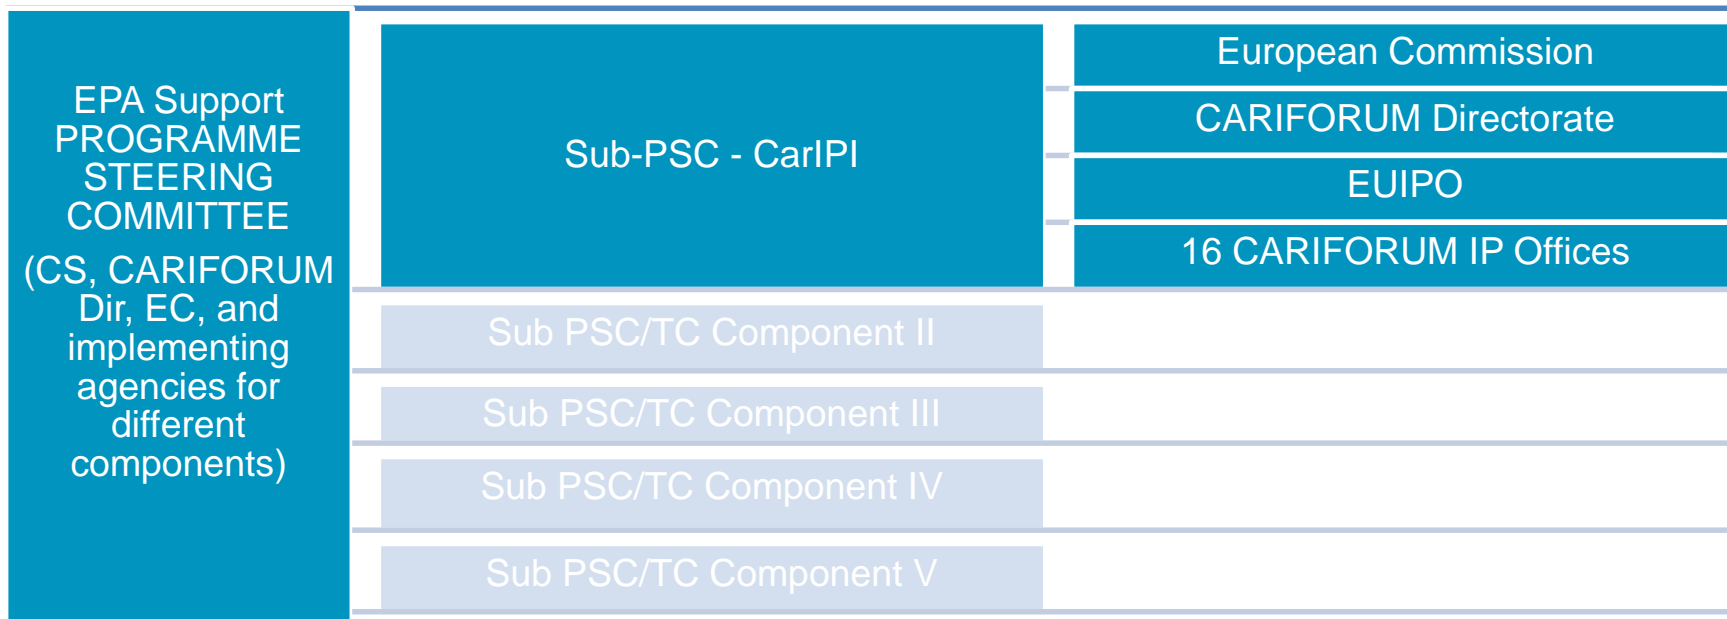 EPA Support
PROGRAMME
STEERING
COMMITTEE
(CS, CARIFORUM
Dir, EC, and
implementing
agencies for
different
components)
Sub-PSC - CarIPI
European Commission
CARIFORUM Directorate
EUIPO
16 CARIFORUM IP Offices
Sub PSC/TC Component II
Sub PSC/TC Component III
Sub PSC/TC Component IV
Sub PSC/TC Component V